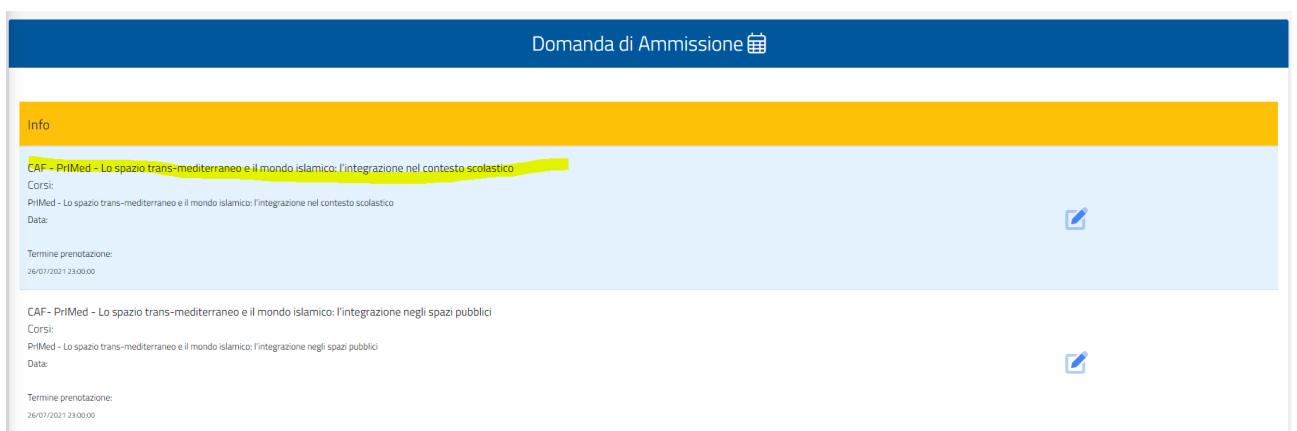 Domanda di Ammissione
Info
CAF - PrIMed - Lo spazio trans-mediterraneo e il mondo islamico: l'integrazione nel contesto scolastico
Corsi:
PrIMed - Lo spazio trans-mediterraneo e il mondo islamico: l'integrazione nel contesto scolastico
Data:
Termine prenotazione:
26/07/2021 23:00:00
CAF- PrIMed - Lo spazio trans-mediterraneo e il mondo islamico: l'integrazione negli spazi pubblici
Corsi:
PrIMed - Lo spazio trans-mediterraneo e il mondo islamico: l'integrazione negli spazi pubblici
Data:
Termine prenotazione:
26/07/2021 23:00:00